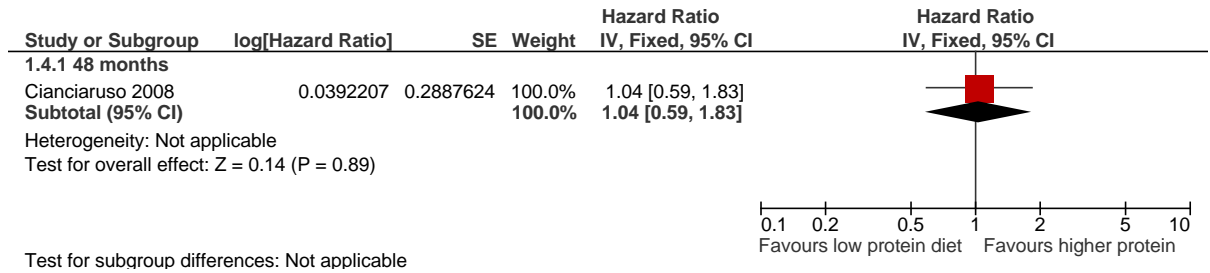 Hazard Ratio Hazard Ratio
Study or Subgroup log[Hazard Ratio] SE Weight IV, Fixed, 95% CI IV, Fixed, 95% CI
1.4.1 48 months
Cianciaruso 2008 0.0392207 0.2887624 100.0% 1.04 [0.59, 1.83]
Subtotal (95% CI) 100.0% 1.04 [0.59, 1.83]
Heterogeneity: Not applicable
Test for overall effect: Z = 0.14 (P = 0.89)
0.1 0.2 0.5 1 2 5 10
Favours low protein diet Favours higher protein
Test for subgroup differences: Not applicable